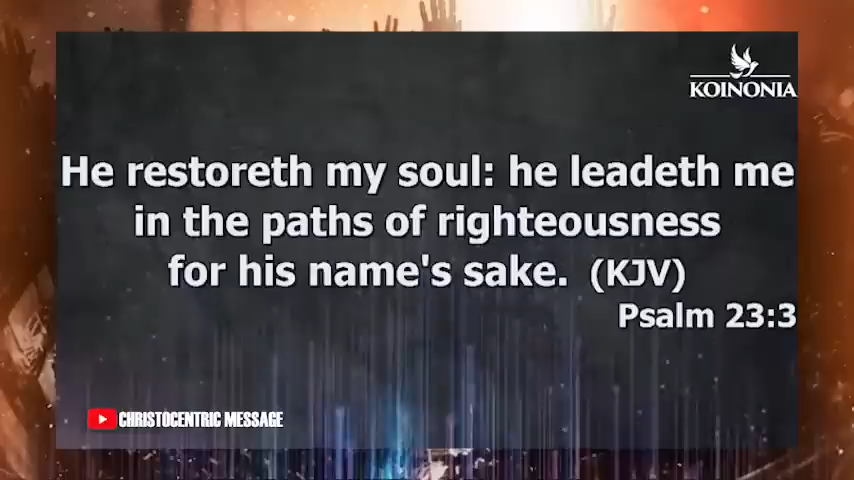 KOINONIA
He restoreth my soul: he leadeth me
in the paths of righteousness
for his name's sake. (KJV)
Psalm 23:3
CHRISTOCENTRIC MESSAGE